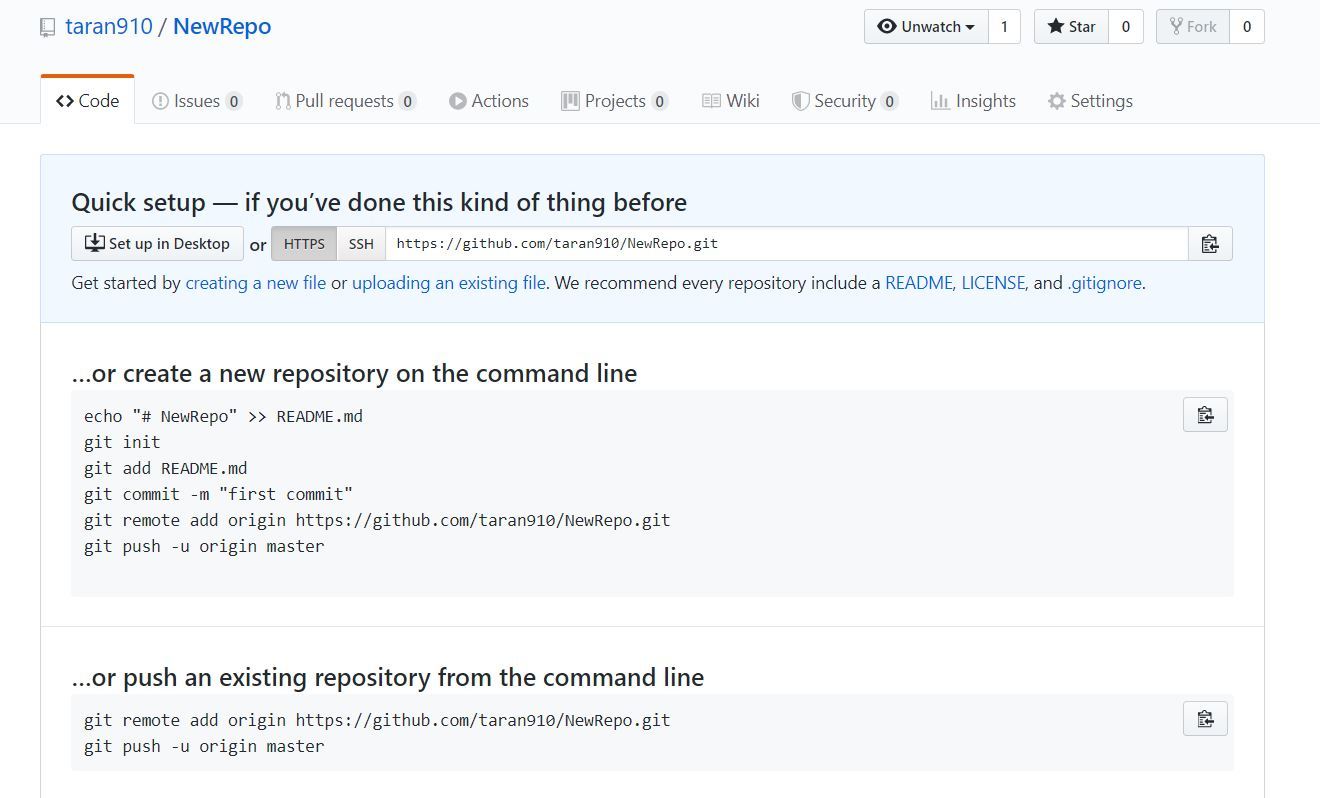 taran910 / NewRepo
Unwatch 1 Star 0 Fork 0
Code Issues 0 Pull requests 0 Actions Projects 0 Wiki Security 0 Insights Settings
Quick setup — if you’ve done this kind of thing before
Set up in Desktop or HTTPS SSH https://github.com/taran910/NewRepo.git
Get started by creating a new file or uploading an existing file. We recommend every repository include a README, LICENSE, and .gitignore.
…or create a new repository on the command line
echo "# NewRepo" >> README.md
git init
git add README.md
git commit -m "first commit"
git remote add origin https://github.com/taran910/NewRepo.git
git push -u origin master
…or push an existing repository from the command line
git remote add origin https://github.com/taran910/NewRepo.git
git push -u origin master